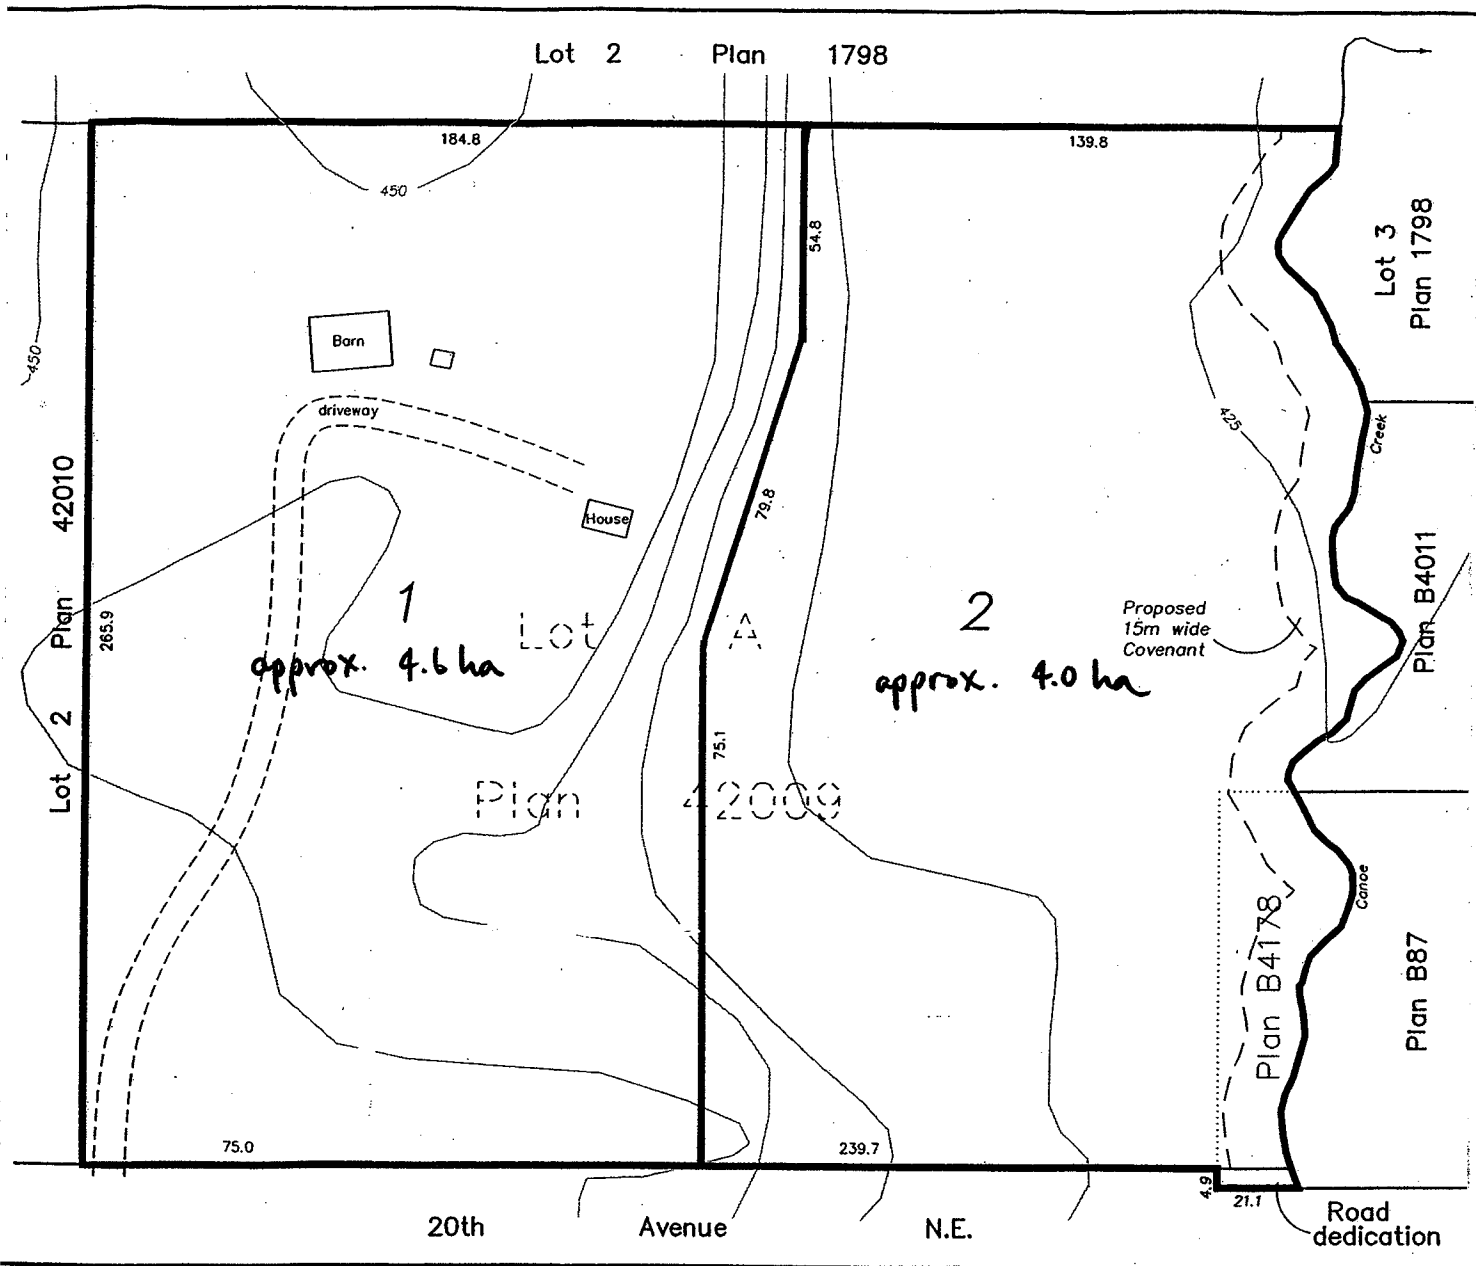 Lot 2 Plan 1798
184.8
139.8
450
54.8
Lot 3
Plan 1798
450
Barn
driveway
425
Creek
Lot 2 Plan 42010
79.8
House
265.9
1
approx. 4.6 ha
Lot A
2
approx. 4.0 ha
Proposed
15m wide
Covenant
Plan B4011
75.1
Plan 42009
Canoe
Plan B4178
Plan B87
75.0
239.7
4.9
21.1
20th Avenue N.E.
Road
dedication